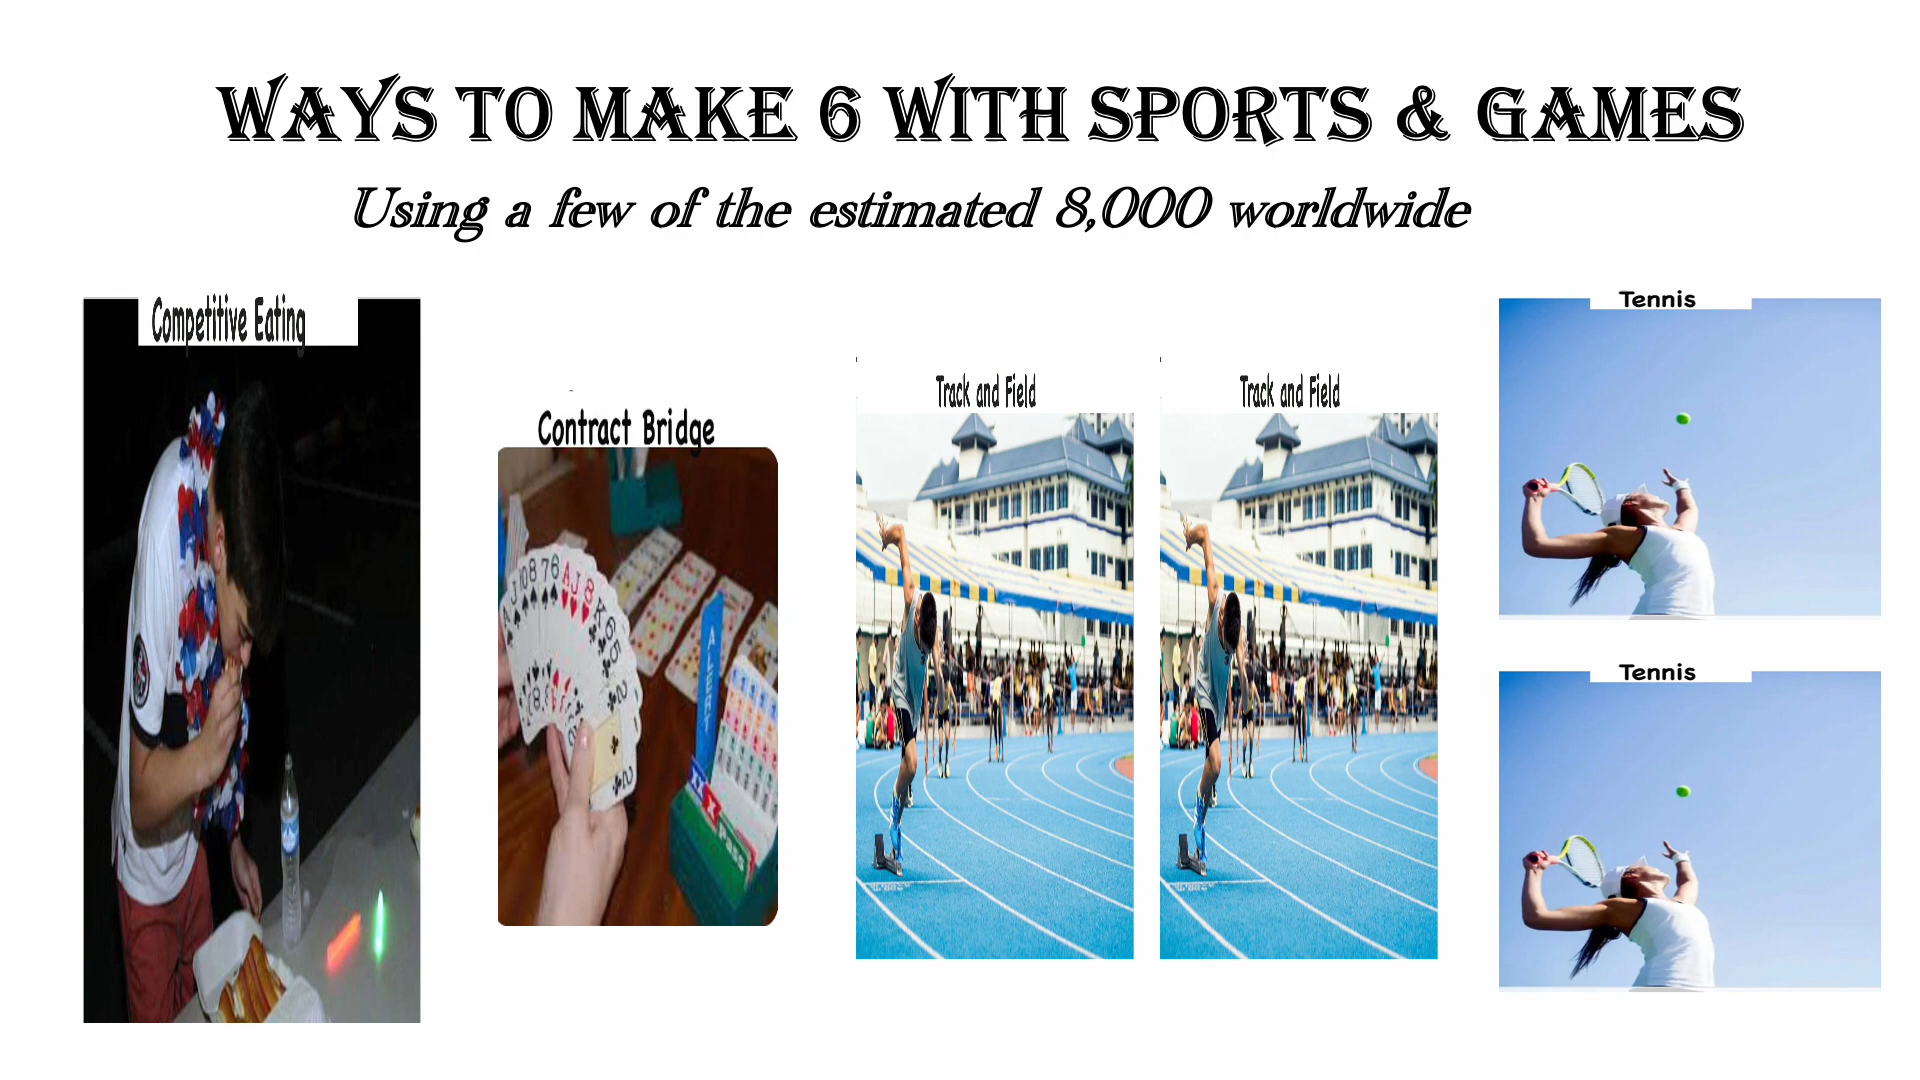 WAYS TO MAKE 6 WITH SPORTS & GAMES
Using a few of the estimated 8,000 worldwide
Competitive Eating
Contract Bridge
Track and Field
Track and Field
Tennis
Tennis